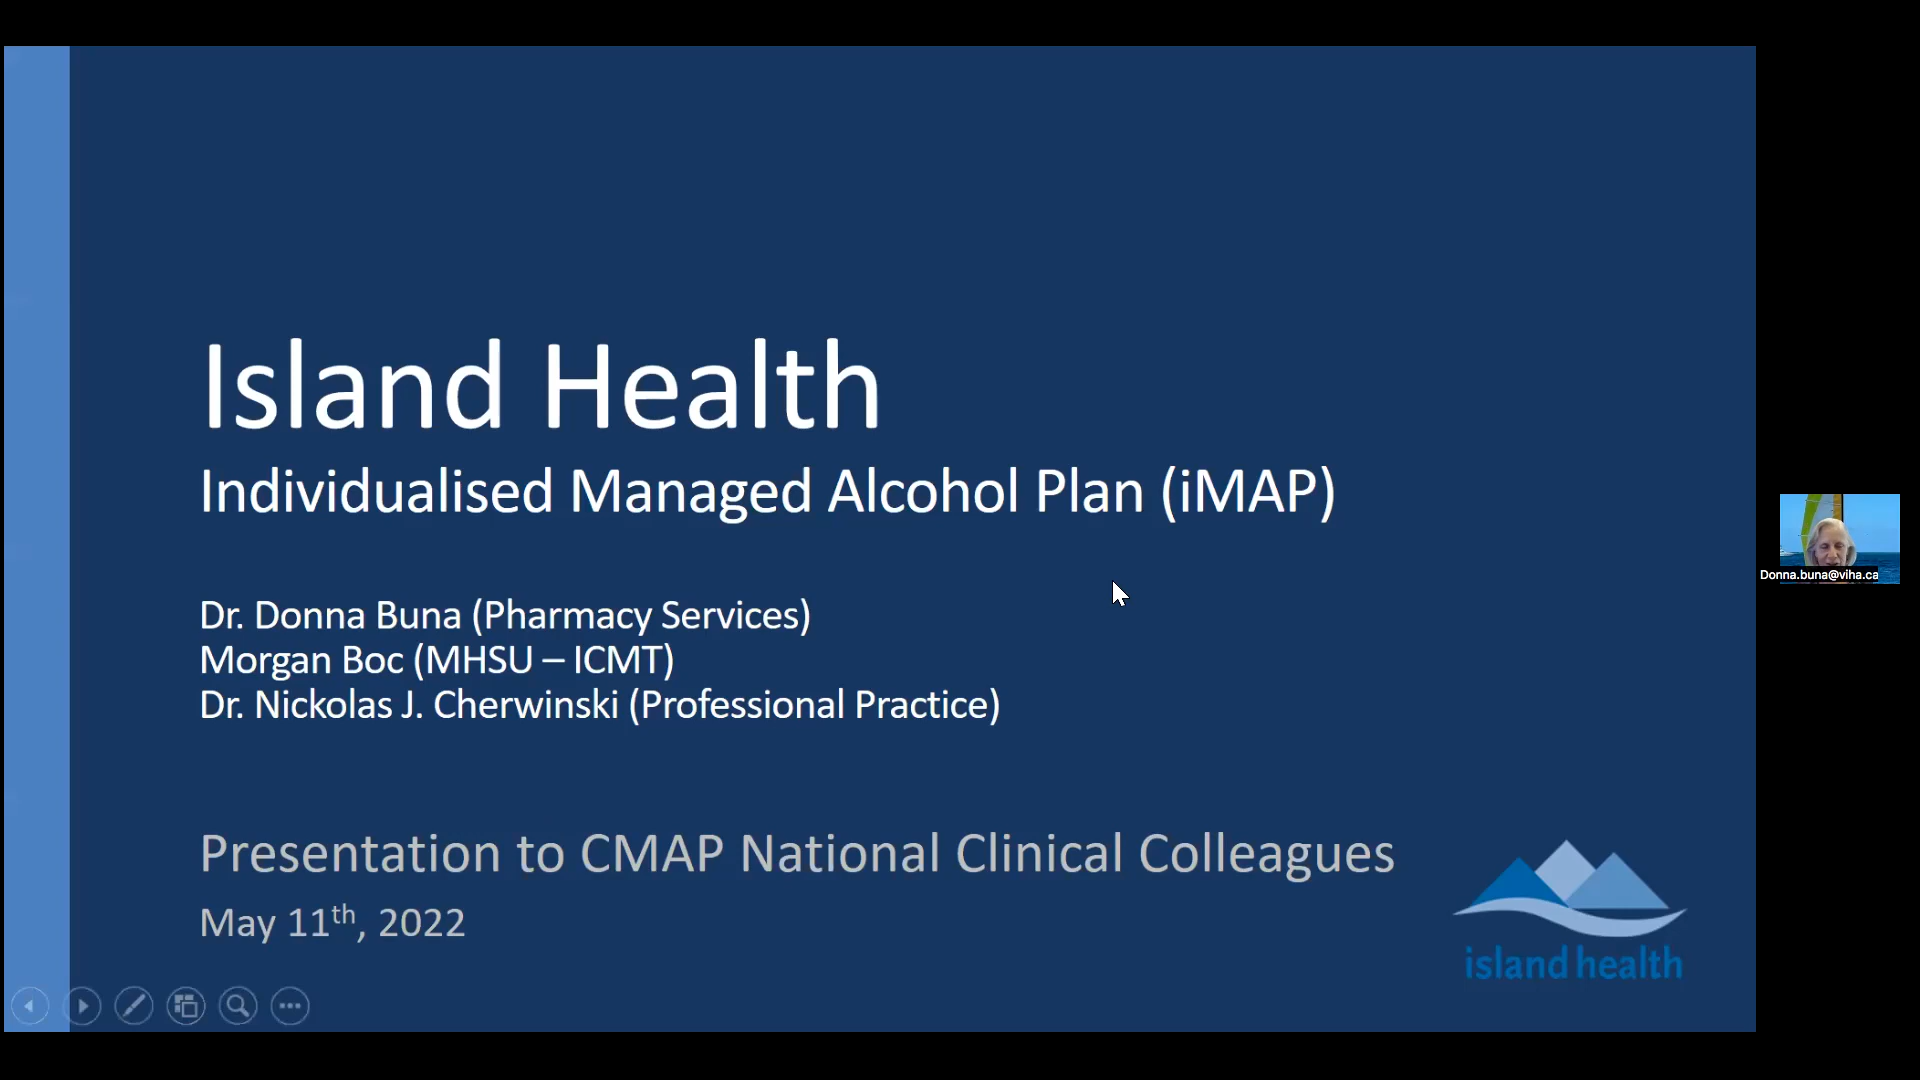 Island Health
Individualised Managed Alcohol Plan (iMAP)
Dr. Donna Buna (Pharmacy Services)
Morgan Boc (MHSU – ICMT)
Dr. Nickolas J. Cherwinski (Professional Practice)
Presentation to CMAP National Clinical Colleagues
May 11th, 2022
island health
Donna.buna@viha.ca